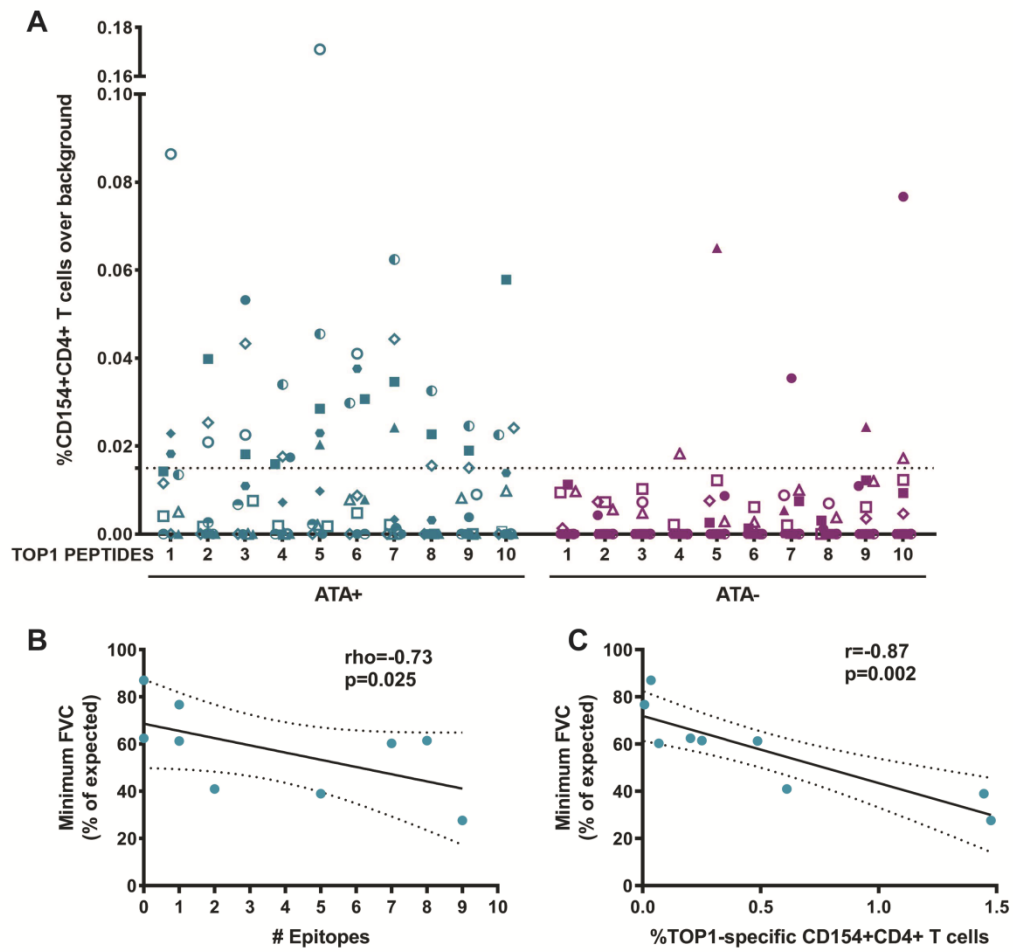 A
%CD154+CD4+ T cells over background
0.18
0.16
0.10
0.08
0.06
0.04
0.02
0.00
TOP1 PEPTIDES 1 2 3 4 5 6 7 8 9 10 1 2 3 4 5 6 7 8 9 10
ATA+ ATA-
B
rho=-0.73
p=0.025
Minimum FVC
(% of expected)
100
80
60
40
20
0
0 1 2 3 4 5 6 7 8 9 10
# Epitopes
C
r=-0.87
p=0.002
Minimum FVC
(% of expected)
100
80
60
40
20
0
0.0 0.5 1.0 1.5
%TOP1-specific CD154+CD4+ T cells